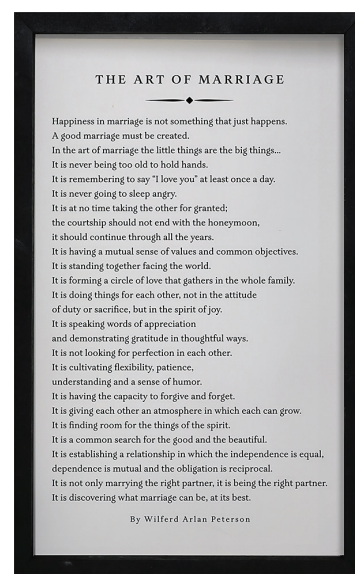 THE ART OF MARRIAGE
Happiness in marriage is not something that just happens.
A good marriage must be created.
In the art of marriage the little things are the big things...
It is never being too old to hold hands.
It is remembering to say "I love you" at least once a day.
It is never going to sleep angry.
It is at no time taking the other for granted;
the courtship should not end with the honeymoon,
it should continue through all the years.
It is having a mutual sense of values and common objectives.
It is standing together facing the world.
It is forming a circle of love that gathers in the whole family.
It is doing things for each other, not in the attitude
of duty or sacrifice, but in the spirit of joy.
It is speaking words of appreciation
and demonstrating gratitude in thoughtful ways.
It is not looking for perfection in each other.
It is cultivating flexibility, patience,
understanding and a sense of humor.
It is having the capacity to forgive and forget.
It is giving each other an atmosphere in which each can grow.
It is finding room for the things of the spirit.
It is a common search for the good and the beautiful.
It is establishing a relationship in which the independence is equal,
dependence is mutual and the obligation is reciprocal.
It is not only marrying the right partner, it is being the right partner.
It is discovering what marriage can be, at its best.
By Wilferd Arlan Peterson